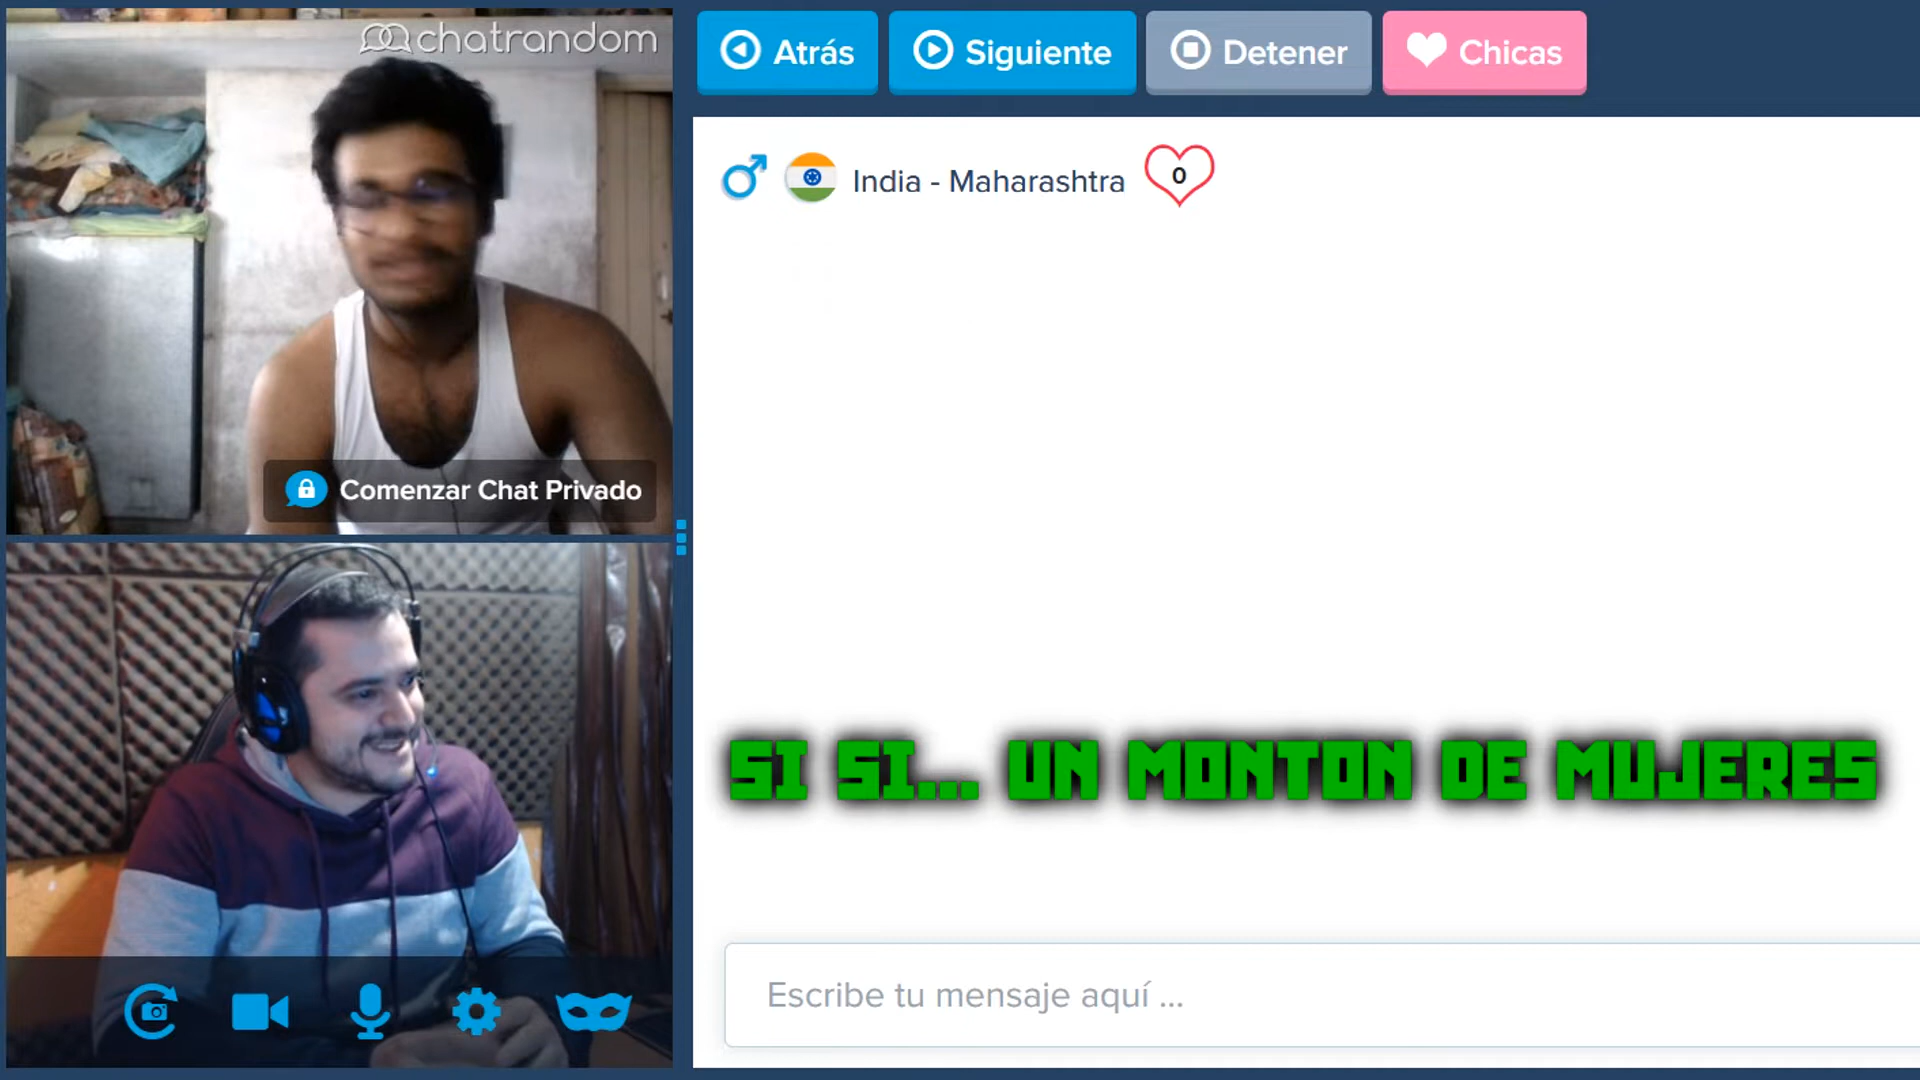 chatrandom
Atrás
Siguiente
Detener
Chicas
India - Maharashtra
0
Comenzar Chat Privado
SI SI... UN MONTON DE MUJERES
Escribe tu mensaje aquí ...